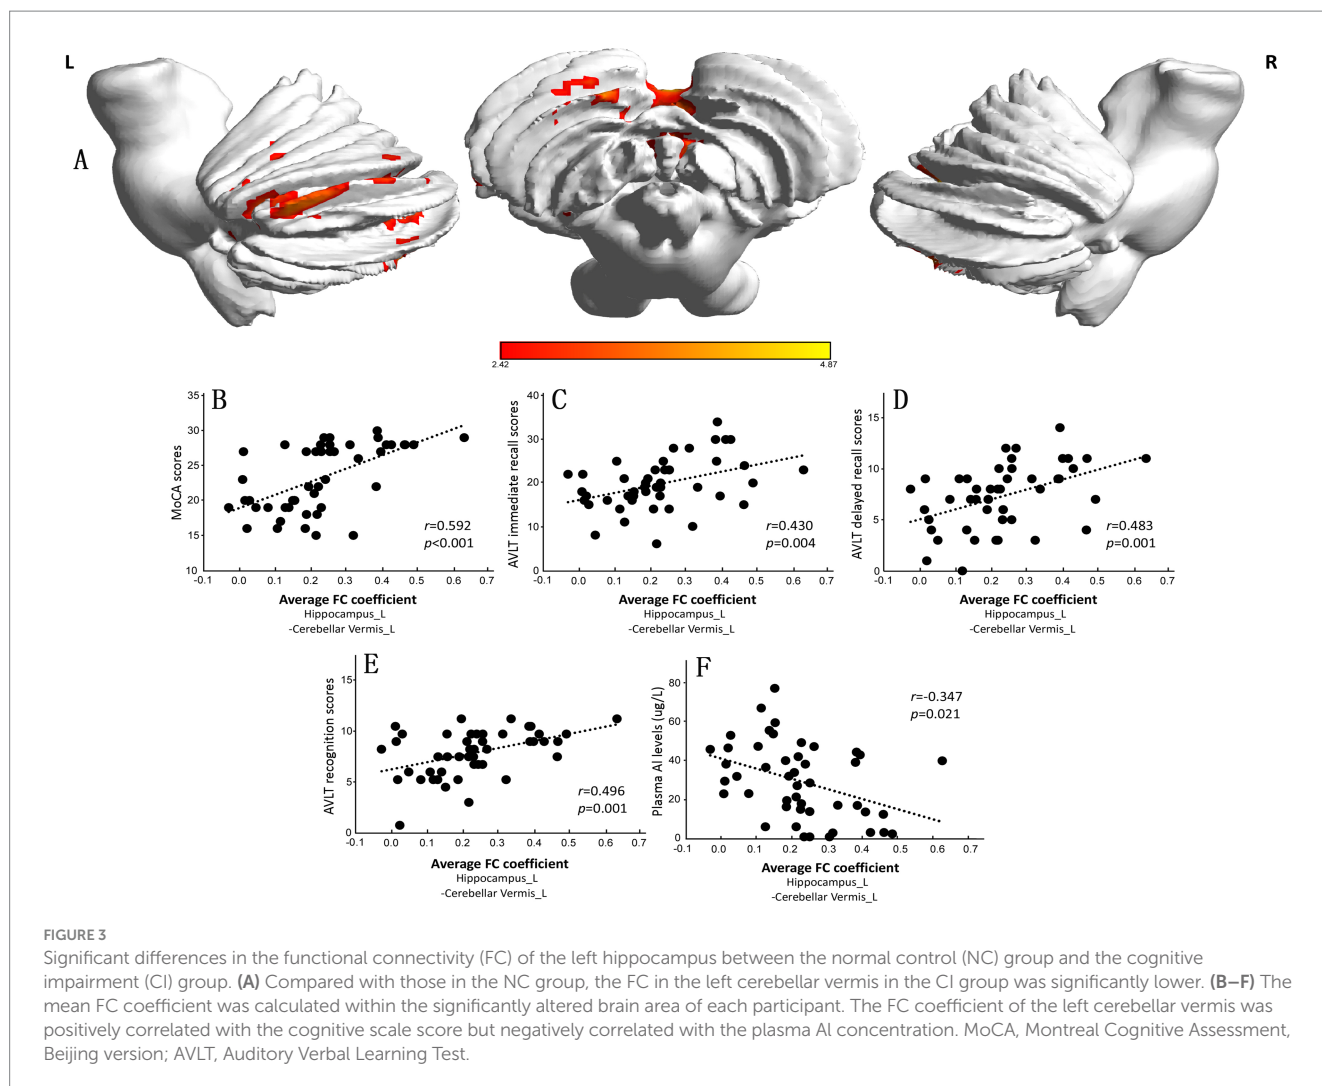 L
R
A
2.42
4.87
B
MoCA scores
35
30
25
20
15
10
-0.1 0.0 0.1 0.2 0.3 0.4 0.5 0.6 0.7
r=0.592
p<0.001
Average FC coefficient
Hippocampus_L
-Cerebellar Vermis_L
C
AVLT immediate recall scores
40
30
20
10
0
-0.1 0.0 0.1 0.2 0.3 0.4 0.5 0.6 0.7
r=0.430
p=0.004
Average FC coefficient
Hippocampus_L
-Cerebellar Vermis_L
D
AVLT delayed recall scores
15
10
5
0
-0.1 0.0 0.1 0.2 0.3 0.4 0.5 0.6 0.7
r=0.483
p=0.001
Average FC coefficient
Hippocampus_L
-Cerebellar Vermis_L
E
AVLT recognition scores
15
10
5
0
-0.1 0.0 0.1 0.2 0.3 0.4 0.5 0.6 0.7
r=0.496
p=0.001
Average FC coefficient
Hippocampus_L
-Cerebellar Vermis_L
F
Plasma Al levels (ug/L)
80
60
40
20
0
-0.1 0.0 0.1 0.2 0.3 0.4 0.5 0.6 0.7
r=-0.347
p=0.021
Average FC coefficient
Hippocampus_L
-Cerebellar Vermis_L
FIGURE 3
Significant differences in the functional connectivity (FC) of the left hippocampus between the normal control (NC) group and the cognitive
impairment (CI) group. (A) Compared with those in the NC group, the FC in the left cerebellar vermis in the CI group was significantly lower. (B–F) The
mean FC coefficient was calculated within the significantly altered brain area of each participant. The FC coefficient of the left cerebellar vermis was
positively correlated with the cognitive scale score but negatively correlated with the plasma Al concentration. MoCA, Montreal Cognitive Assessment,
Beijing version; AVLT, Auditory Verbal Learning Test.